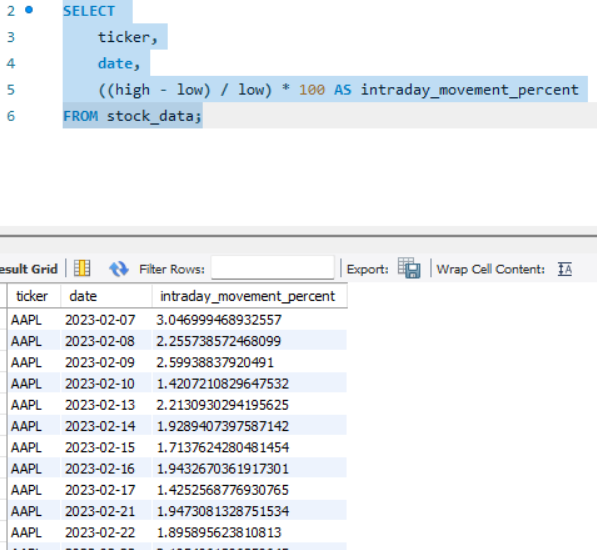 2 SELECT
3 ticker,
4 date,
5 ((high - low) / low) * 100 AS intraday_movement_percent
6 FROM stock_data;
esult Grid Filter Rows: Export: Wrap Cell Content: IA
ticker date intraday_movement_percent
AAPL 2023-02-07 3.046999468932557
AAPL 2023-02-08 2.255738572468099
AAPL 2023-02-09 2.59938837920491
AAPL 2023-02-10 1.4207210829647532
AAPL 2023-02-13 2.2130930294195625
AAPL 2023-02-14 1.9289407397587142
AAPL 2023-02-15 1.7137624280481454
AAPL 2023-02-16 1.9432670361917301
AAPL 2023-02-17 1.4252568776930765
AAPL 2023-02-21 1.9473081328751534
AAPL 2023-02-22 1.895895623810813